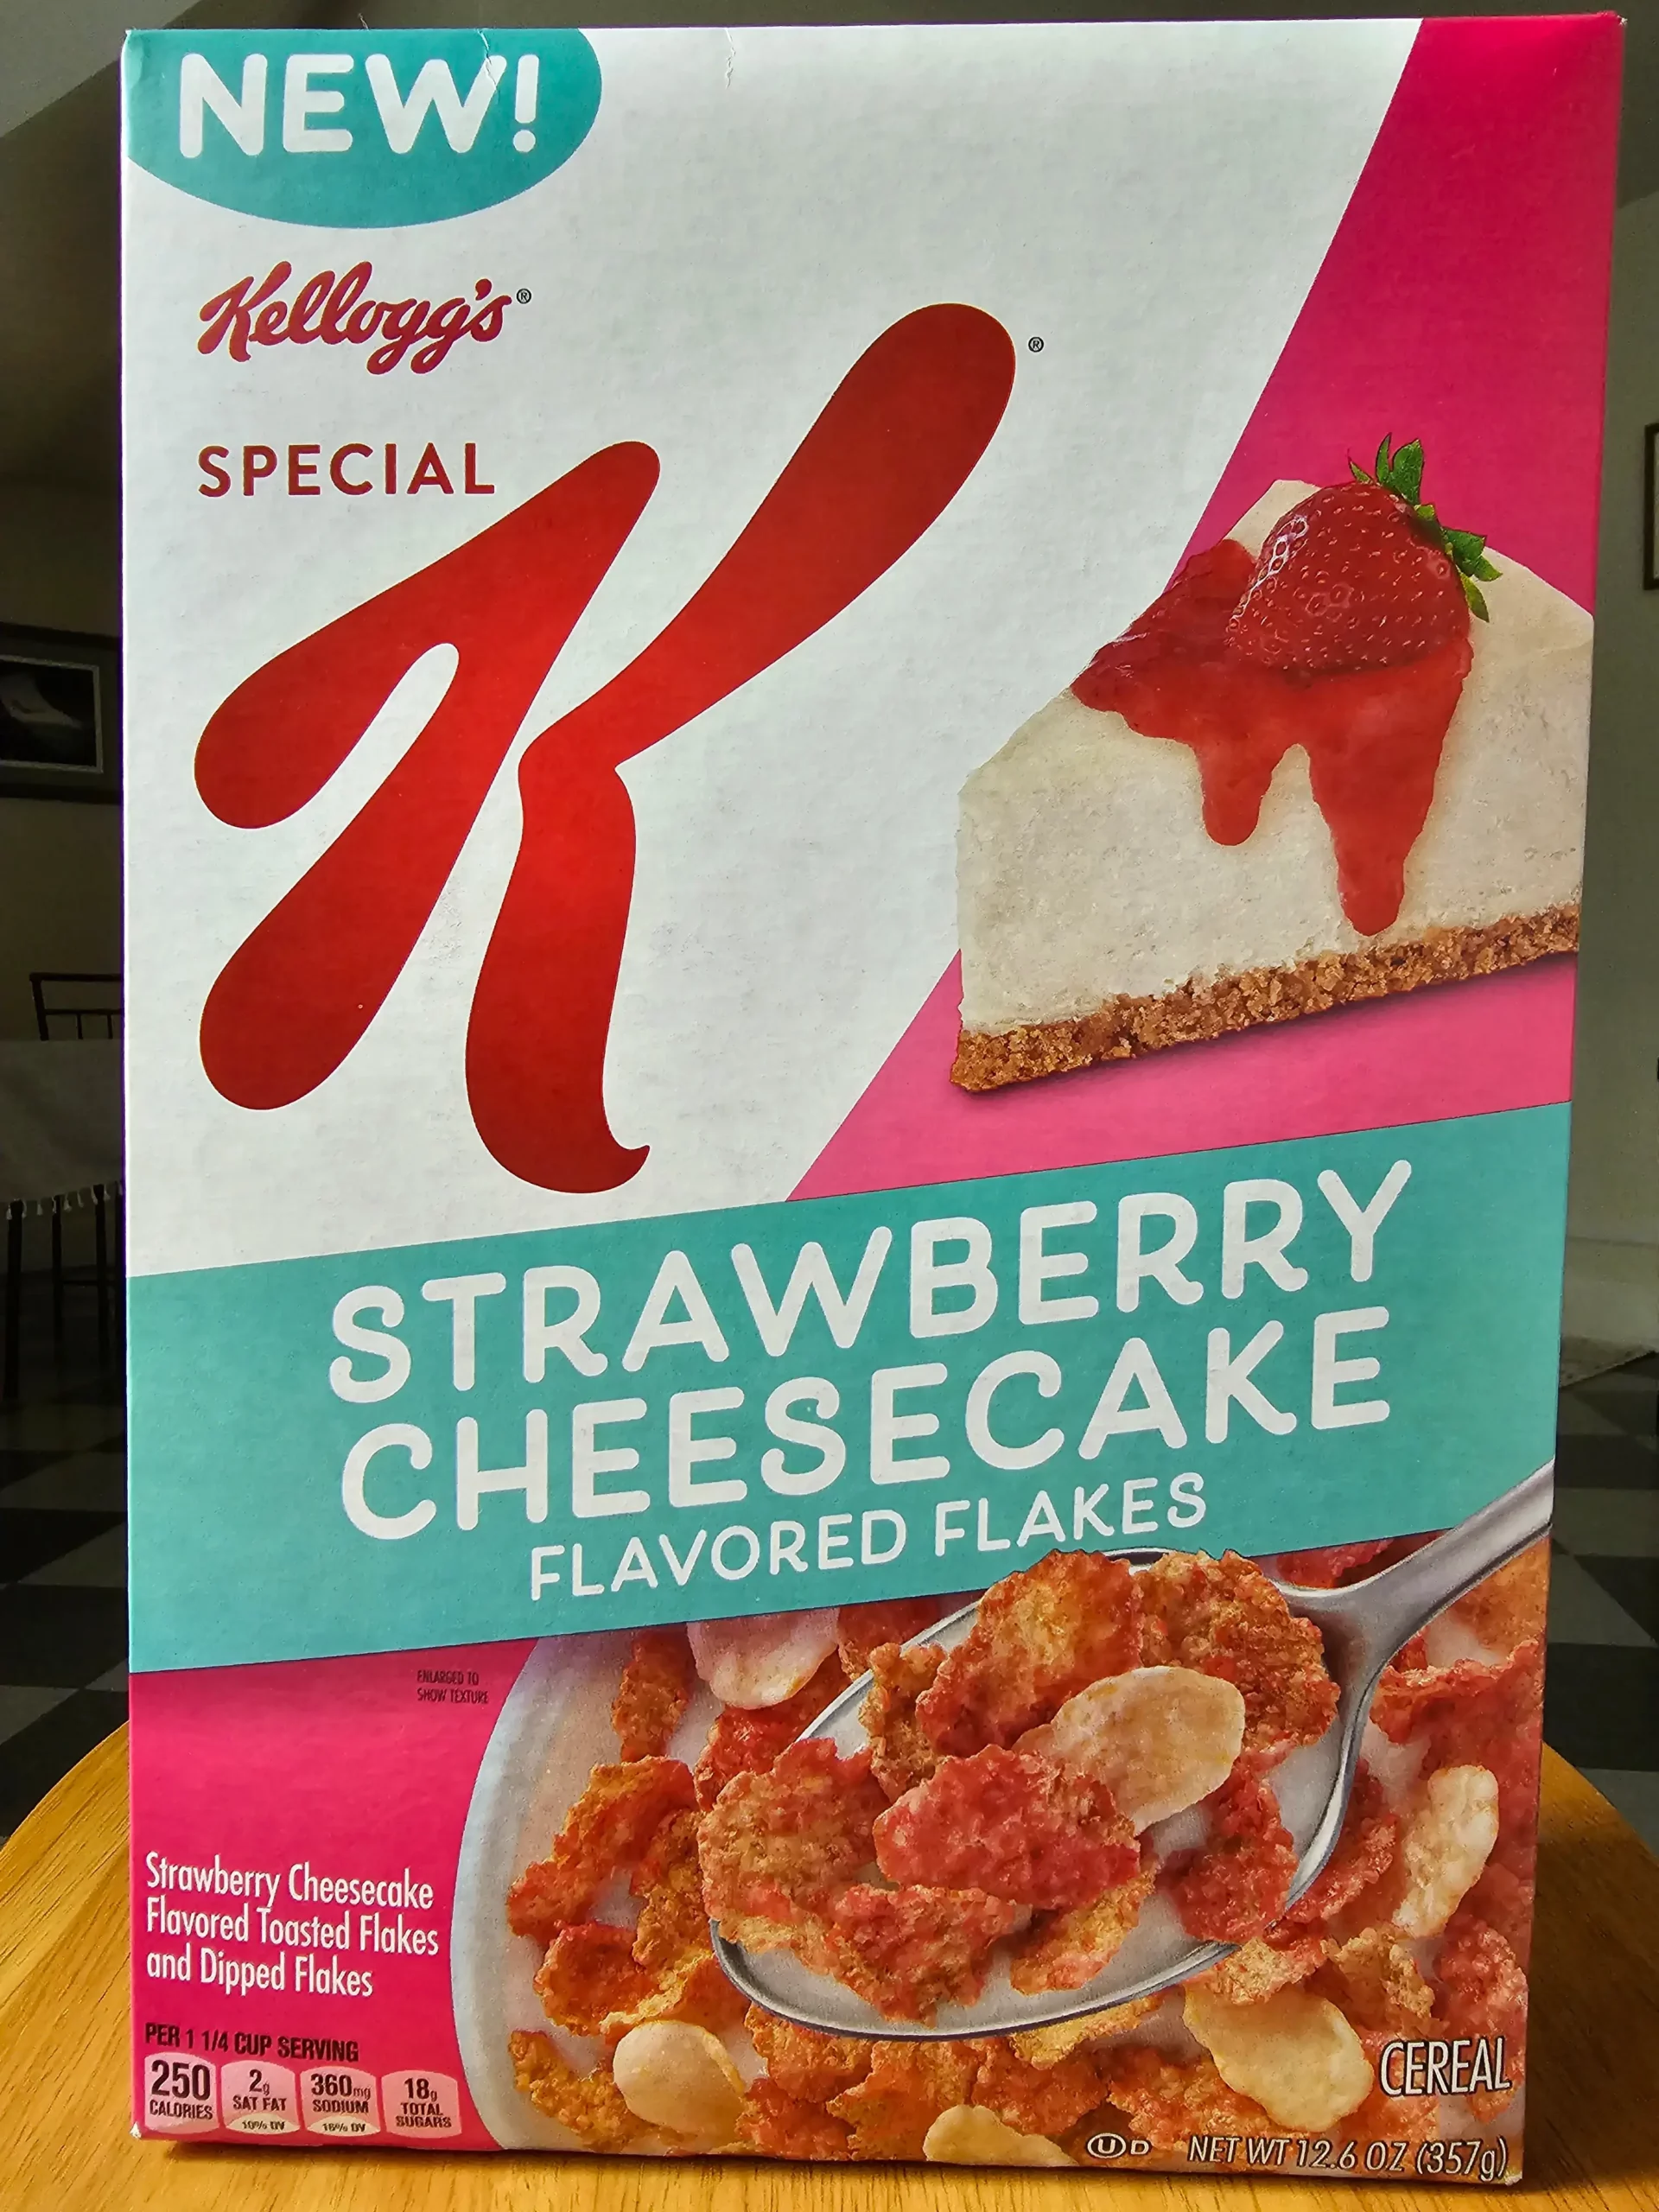 NEW!
Kellogg's®
SPECIAL
K®
STRAWBERRY
CHEESECAKE
FLAVORED FLAKES
ENLARGED TO
SHOW TEXTURE
Strawberry Cheesecake
Flavored Toasted Flakes
and Dipped Flakes
PER 1 1/4 CUP SERVING
250 CALORIES
2g SAT FAT 10% DV
360mg SODIUM 16% DV
18g TOTAL SUGARS
CEREAL
U D NET WT 12.6 OZ (357g)